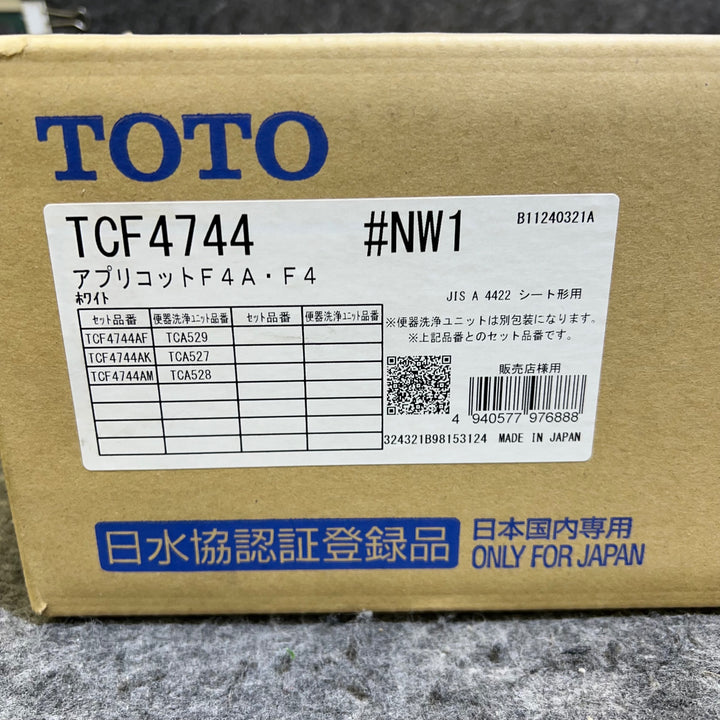 TOTO
TCF4744 #NW1 B11240321A
アプリコットF4A・F4
ホワイト
JIS A 4422 シート形用
セット品番 便器洗浄ユニット品番 セット品番 便器洗浄ユニット品番
TCF4744AF TCA529
TCF4744AK TCA527
TCF4744AM TCA528
※便器洗浄ユニットは別包装になります。
※上記品番とのセット品番です。
販売店様用
4 940577 976888
324321B98153124 MADE IN JAPAN
日水協認証登録品
日本国内専用
ONLY FOR JAPAN